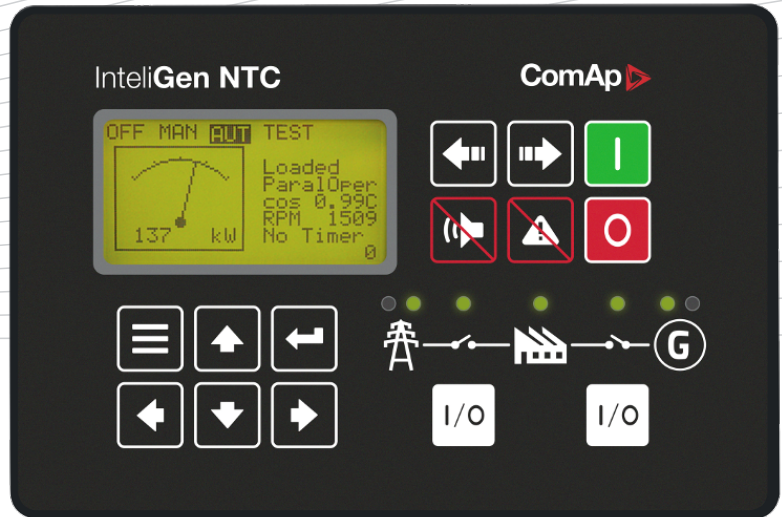 InteliGen NTC
ComAp
OFF MAN AUT TEST
Loaded
ParalOper
cos 0.99C
RPM 1509
No Timer
0
137 kW
I
O
G
I/O
I/O